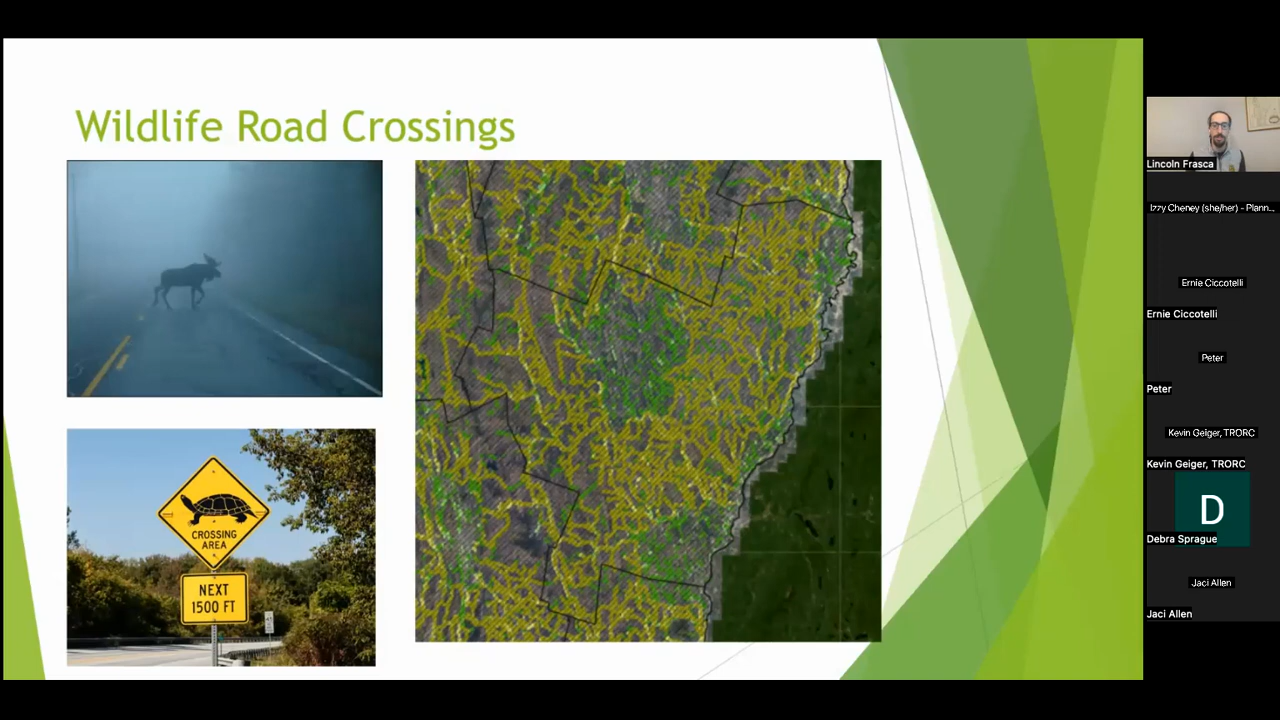 Wildlife Road Crossings
CROSSING
AREA
NEXT
1500 FT
Lincoln Frasca
Izzy Cheney (she/her) - Plann...
Ernie Ciccotelli
Ernie Ciccotelli
Peter
Peter
Kevin Geiger, TRORC
Kevin Geiger, TRORC
D
Debra Sprague
Jaci Allen
Jaci Allen